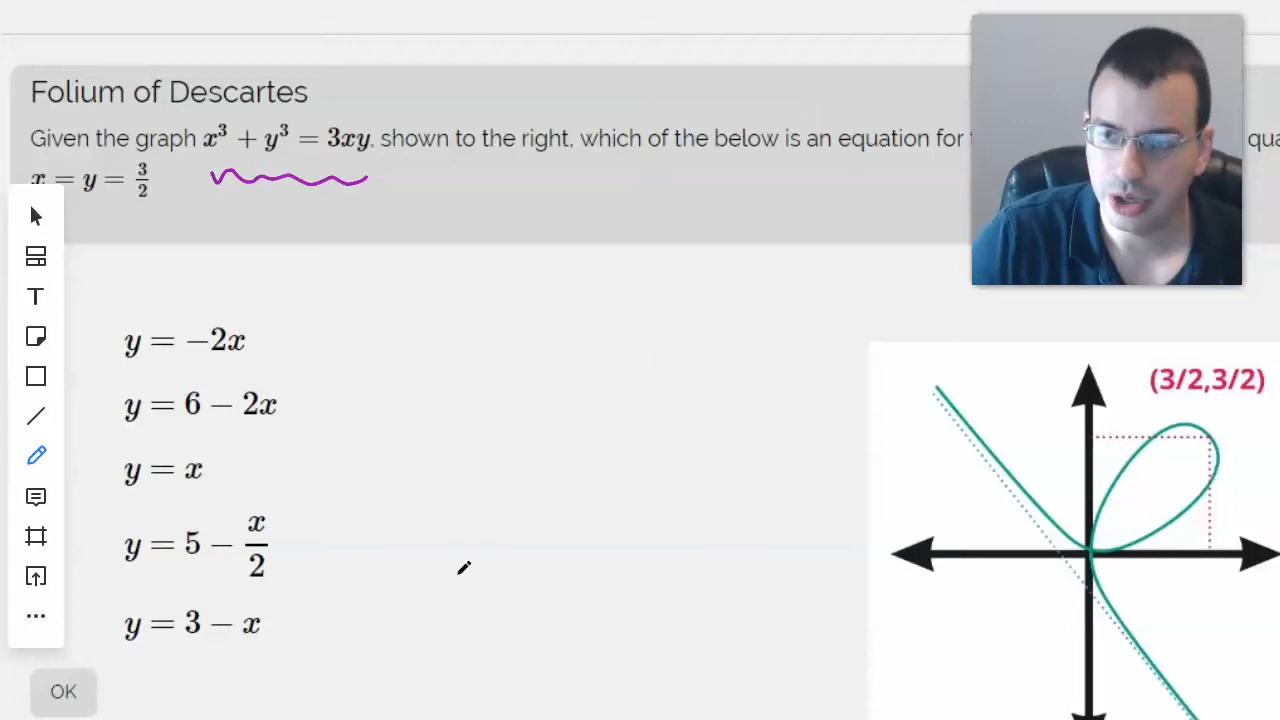 Folium of Descartes
Given the graph x³ + y³ = 3xy, shown to the right, which of the below is an equation for
x = y = 3/2
T
y = −2x
y = 6 − 2x
y = x
y = 5 − x/2
y = 3 − x
OK
(3/2,3/2)